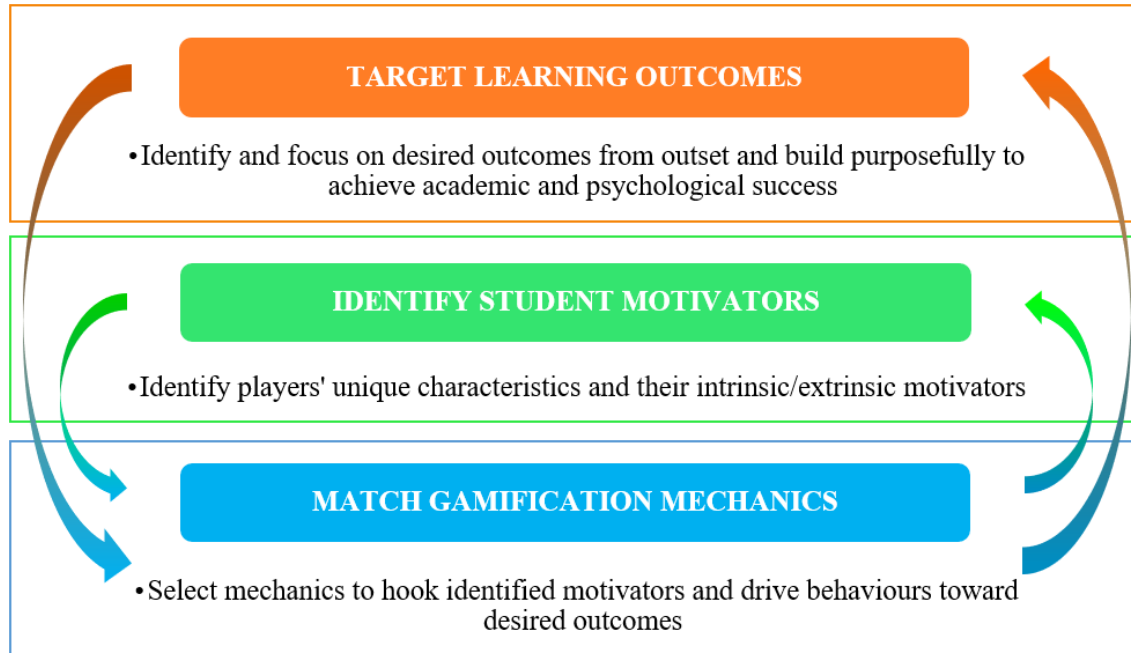 TARGET LEARNING OUTCOMES
•Identify and focus on desired outcomes from outset and build purposefully to
achieve academic and psychological success
IDENTIFY STUDENT MOTIVATORS
•Identify players' unique characteristics and their intrinsic/extrinsic motivators
MATCH GAMIFICATION MECHANICS
•Select mechanics to hook identified motivators and drive behaviours toward
desired outcomes